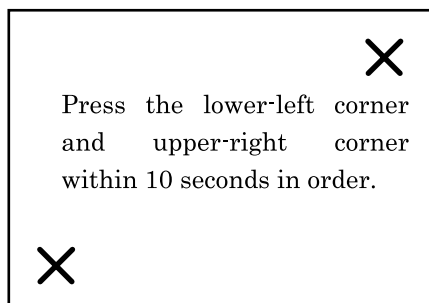 Press the lower-left corner
and upper-right corner
within 10 seconds in order.